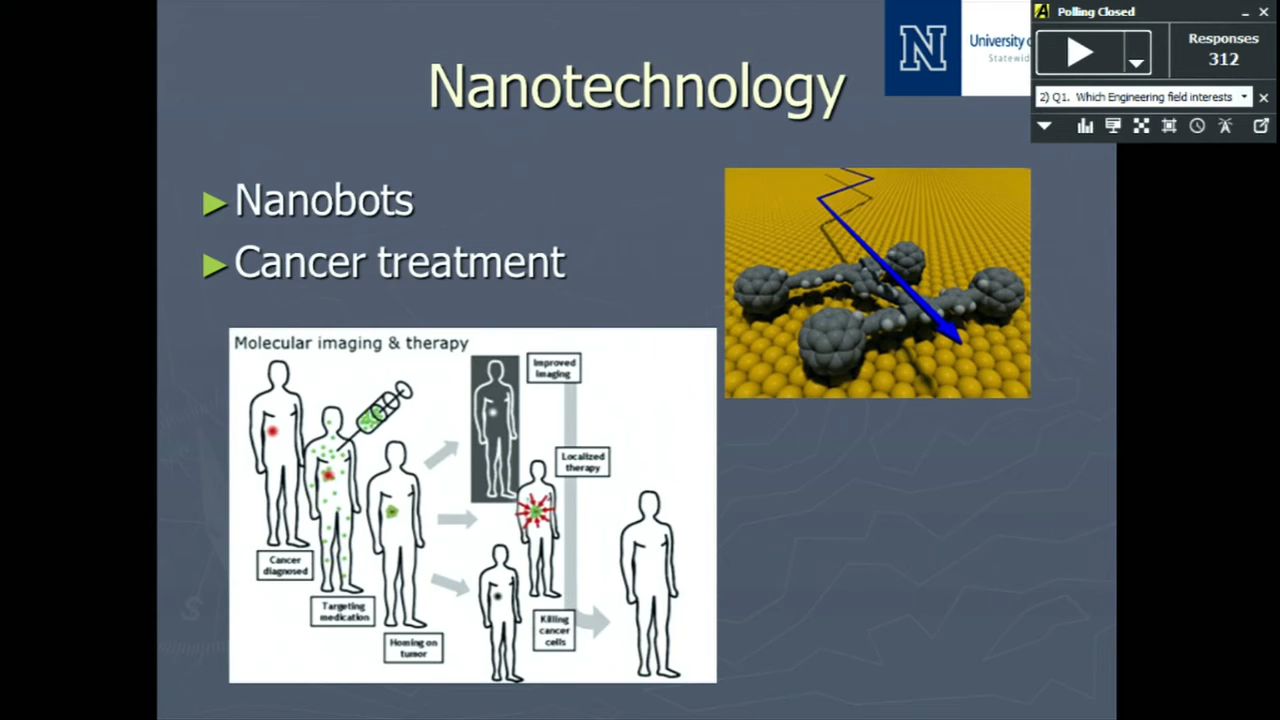 Nanotechnology
N
University o
Statewid
Polling Closed
Responses
312
2) Q1. Which Engineering field interests
►Nanobots
►Cancer treatment
Molecular imaging & therapy
Improved
Imaging
Localized
therapy
Cancer
diagnosed
Targeting
medication
Homing on
tumor
Killing
cancer
cells